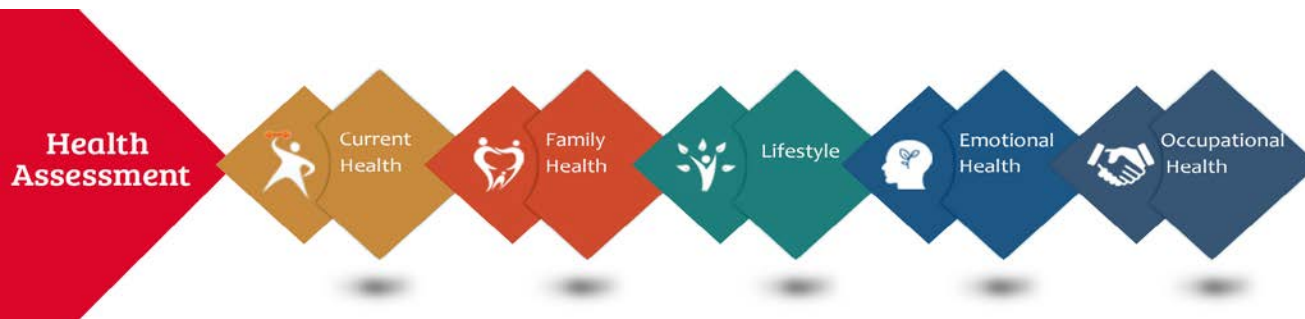 Health
Assessment
Current
Health
Family
Health
Lifestyle
Emotional
Health
Occupational
Health